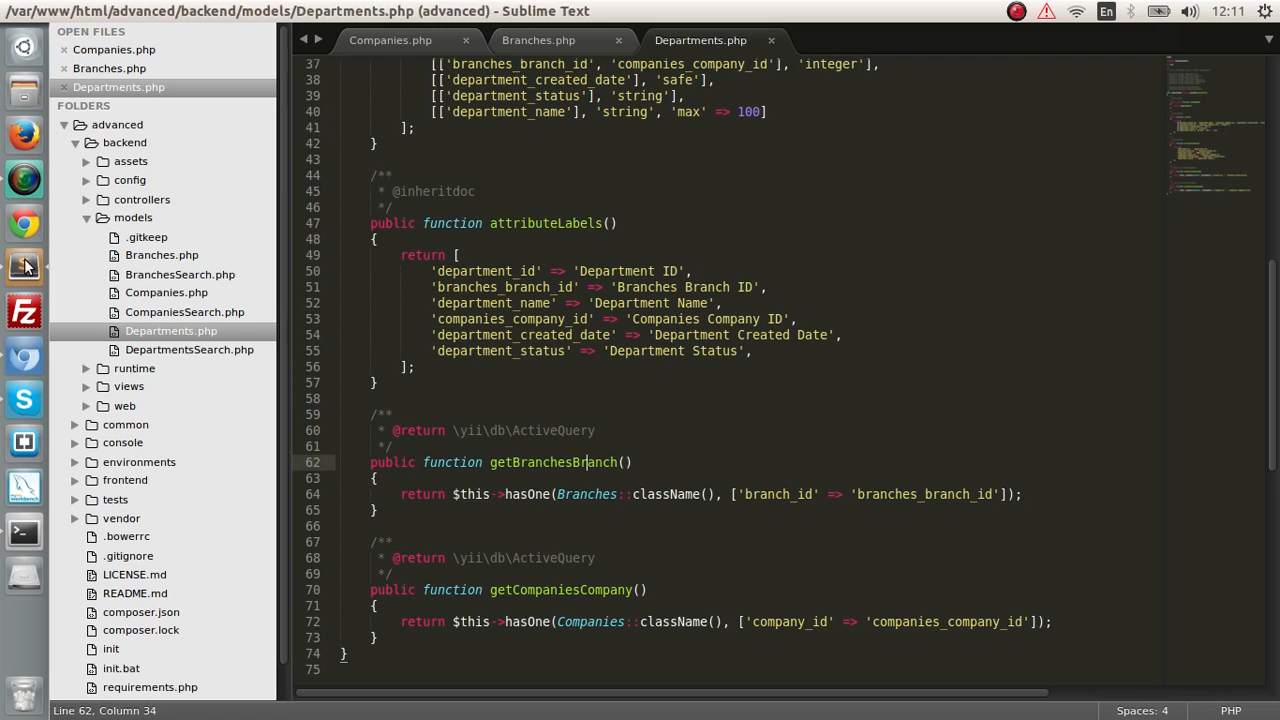 /var/www/html/advanced/backend/models/Departments.php (advanced) - Sublime Text
En
12:11
OPEN FILES
Companies.php
Branches.php
Departments.php
FOLDERS
advanced
backend
assets
config
controllers
models
.gitkeep
Branches.php
BranchesSearch.php
Companies.php
CompaniesSearch.php
Departments.php
DepartmentsSearch.php
runtime
views
web
common
console
environments
frontend
tests
vendor
.bowerrc
.gitignore
LICENSE.md
README.md
composer.json
composer.lock
init
init.bat
requirements.php
Companies.php
Branches.php
Departments.php
37 [['branches_branch_id', 'companies_company_id'], 'integer'],
38 [['department_created_date'], 'safe'],
39 [['department_status'], 'string'],
40 [['department_name'], 'string', 'max' => 100]
41 ];
42 }
43
44 /**
45 * @inheritdoc
46 */
47 public function attributeLabels()
48 {
49 return [
50 'department_id' => 'Department ID',
51 'branches_branch_id' => 'Branches Branch ID',
52 'department_name' => 'Department Name',
53 'companies_company_id' => 'Companies Company ID',
54 'department_created_date' => 'Department Created Date',
55 'department_status' => 'Department Status',
56 ];
57 }
58
59 /**
60 * @return \yii\db\ActiveQuery
61 */
62 public function getBranchesBranch()
63 {
64 return $this->hasOne(Branches::className(), ['branch_id' => 'branches_branch_id']);
65 }
66
67 /**
68 * @return \yii\db\ActiveQuery
69 */
70 public function getCompaniesCompany()
71 {
72 return $this->hasOne(Companies::className(), ['company_id' => 'companies_company_id']);
73 }
74 }
75
Line 62, Column 34
Spaces: 4
PHP